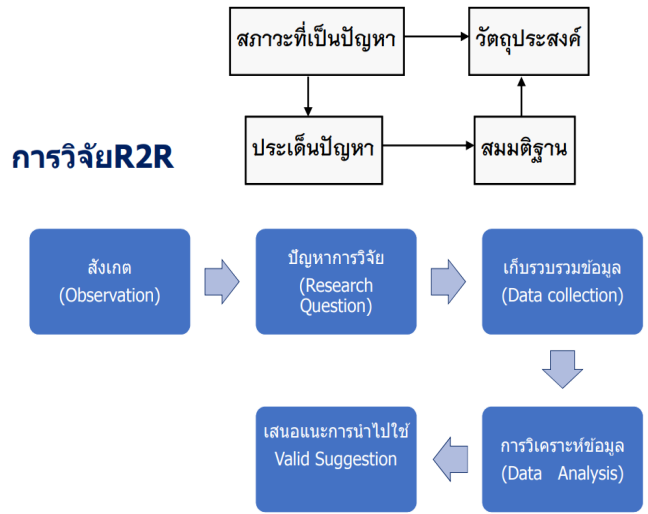 สภาวะที่เป็นปัญหา
วัตถุประสงค์
ประเด็นปัญหา
สมมติฐาน
การวิจัยR2R
สังเกต
(Observation)
ปัญหาการวิจัย
(Research
Question)
เก็บรวบรวมข้อมูล
(Data collection)
เสนอแนะการนำไปใช้
Valid Suggestion
การวิเคราะห์ข้อมูล
(Data Analysis)